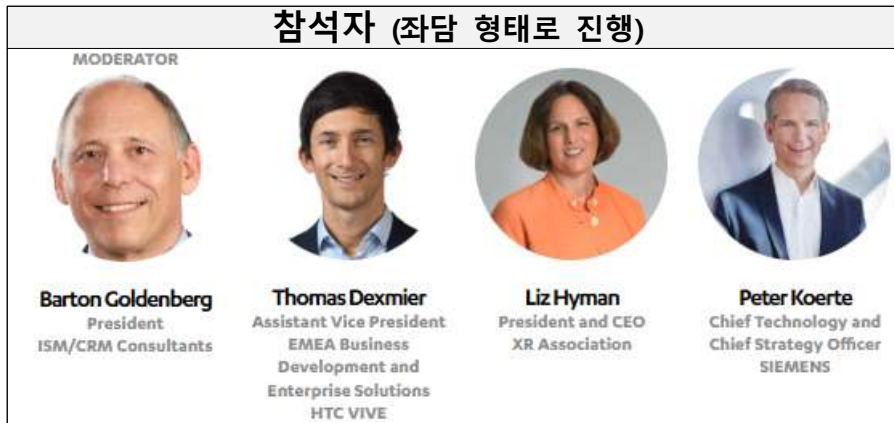 참석자 (좌담 형태로 진행)
MODERATOR
Barton Goldenberg
President
ISM/CRM Consultants
Thomas Dexmier
Assistant Vice President
EMEA Business
Development and
Enterprise Solutions
HTC VIVE
Liz Hyman
President and CEO
XR Association
Peter Koerte
Chief Technology and
Chief Strategy Officer
SIEMENS